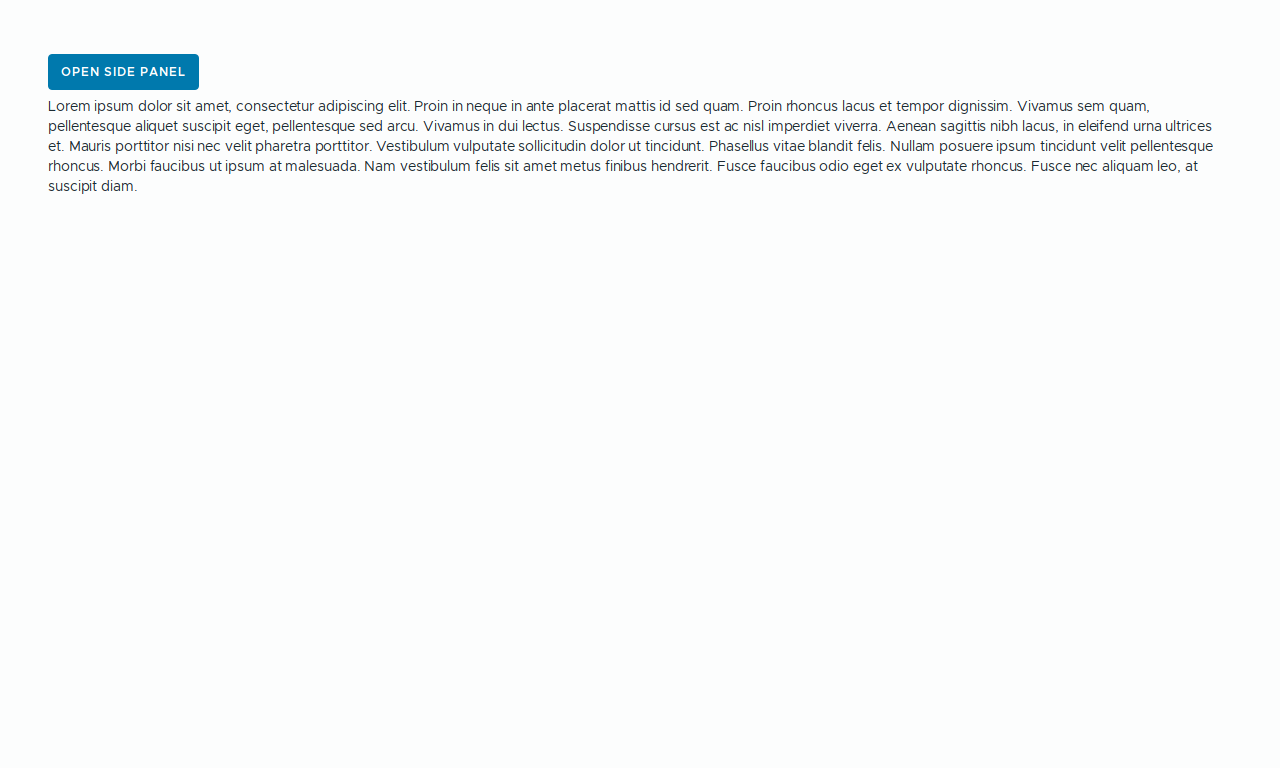 OPEN SIDE PANEL
Lorem ipsum dolor sit amet, consectetur adipiscing elit. Proin in neque in ante placerat mattis id sed quam. Proin rhoncus lacus et tempor dignissim. Vivamus sem quam,
pellentesque aliquet suscipit eget, pellentesque sed arcu. Vivamus in dui lectus. Suspendisse cursus est ac nisl imperdiet viverra. Aenean sagittis nibh lacus, in eleifend urna ultrices
et. Mauris porttitor nisi nec velit pharetra porttitor. Vestibulum vulputate sollicitudin dolor ut tincidunt. Phasellus vitae blandit felis. Nullam posuere ipsum tincidunt velit pellentesque
rhoncus. Morbi faucibus ut ipsum at malesuada. Nam vestibulum felis sit amet metus finibus hendrerit. Fusce faucibus odio eget ex vulputate rhoncus. Fusce nec aliquam leo, at
suscipit diam.